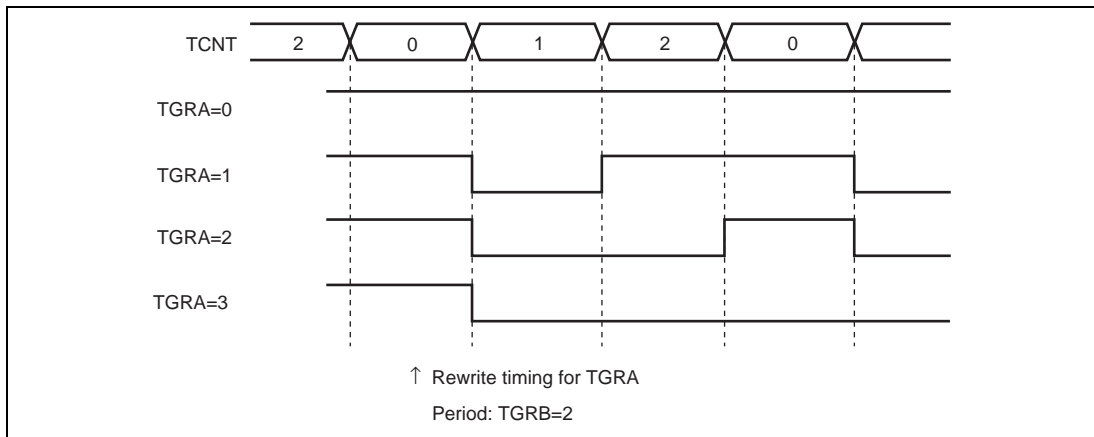 TCNT 2 0 1 2 0
TGRA=0
TGRA=1
TGRA=2
TGRA=3
↑ Rewrite timing for TGRA
Period: TGRB=2